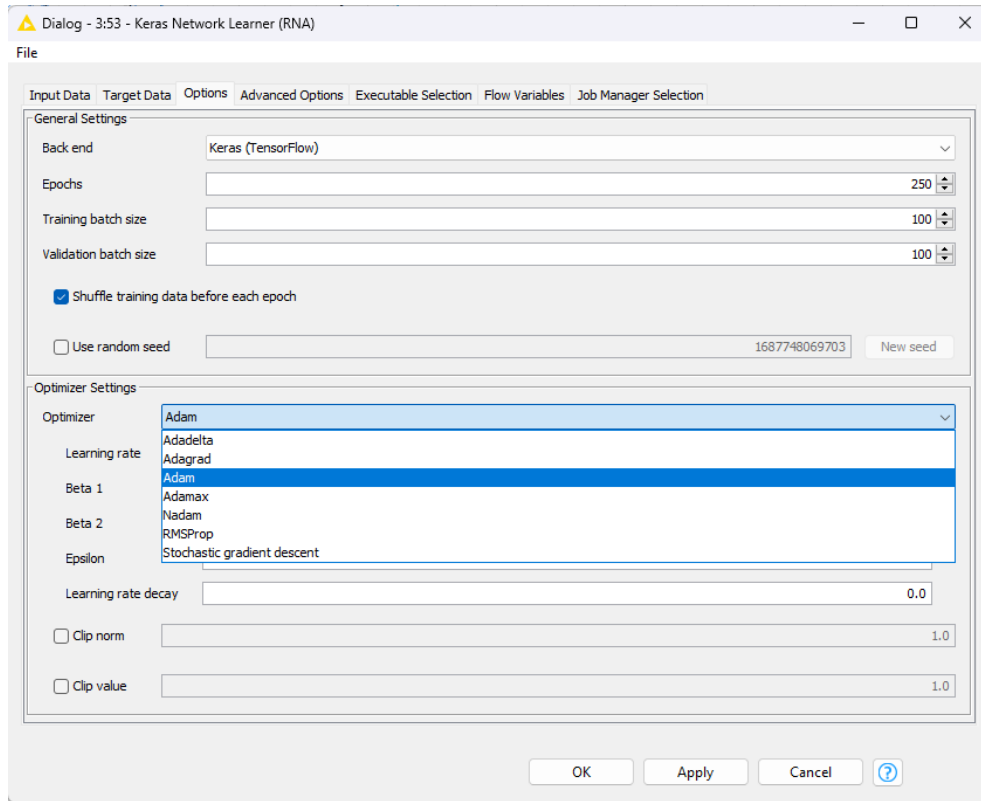 Dialog - 3:53 - Keras Network Learner (RNA)
File
Input Data Target Data Options Advanced Options Executable Selection Flow Variables Job Manager Selection
General Settings
Back end Keras (TensorFlow)
Epochs 250
Training batch size 100
Validation batch size 100
Shuffle training data before each epoch
Use random seed 1687748069703 New seed
Optimizer Settings
Optimizer Adam
Adadelta
Learning rate
Adagrad
Adam
Beta 1
Adamax
Nadam
Beta 2
RMSProp
Stochastic gradient descent
Epsilon
Learning rate decay 0.0
Clip norm 1.0
Clip value 1.0
OK Apply Cancel ?